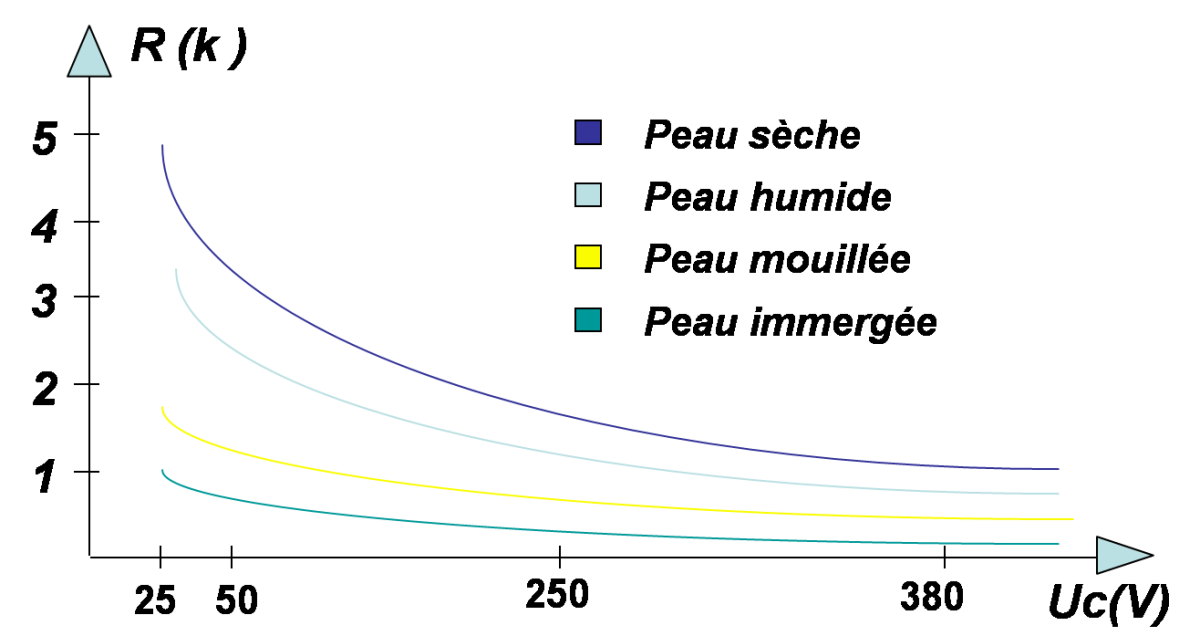 R (k )
5
4
3
2
1
Peau sèche
Peau humide
Peau mouillée
Peau immergée
25 50 250 380 Uc(V)